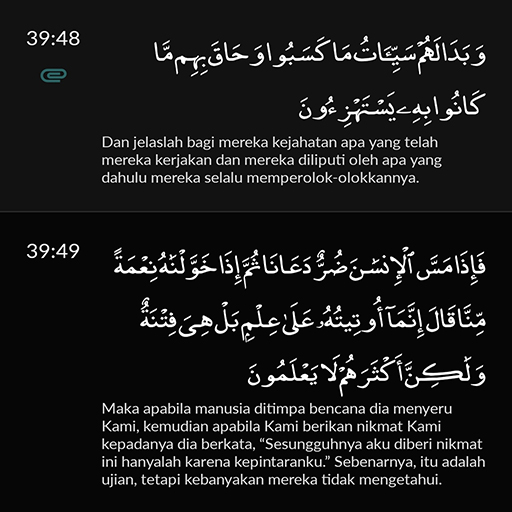 39:48
وَبَدَا لَهُمْ سَيِّـَٔاتُ مَا كَسَبُوا۟ وَحَاقَ بِهِم مَّا
كَانُوا۟ بِهِۦ يَسْتَهْزِءُونَ
Dan jelaslah bagi mereka kejahatan apa yang telah
mereka kerjakan dan mereka diliputi oleh apa yang
dahulu mereka selalu memperolok-olokkannya.
39:49
فَإِذَا مَسَّ ٱلْإِنسَٰنَ ضُرٌّ دَعَانَا ثُمَّ إِذَا خَوَّلْنَٰهُ نِعْمَةً
مِّنَّا قَالَ إِنَّمَآ أُوتِيتُهُۥ عَلَىٰ عِلْمٍۭ بَلْ هِىَ فِتْنَةٌ
وَلَٰكِنَّ أَكْثَرَهُمْ لَا يَعْلَمُونَ
Maka apabila manusia ditimpa bencana dia menyeru
Kami, kemudian apabila Kami berikan nikmat Kami
kepadanya dia berkata, “Sesungguhnya aku diberi nikmat
ini hanyalah karena kepintaranku.” Sebenarnya, itu adalah
ujian, tetapi kebanyakan mereka tidak mengetahui.